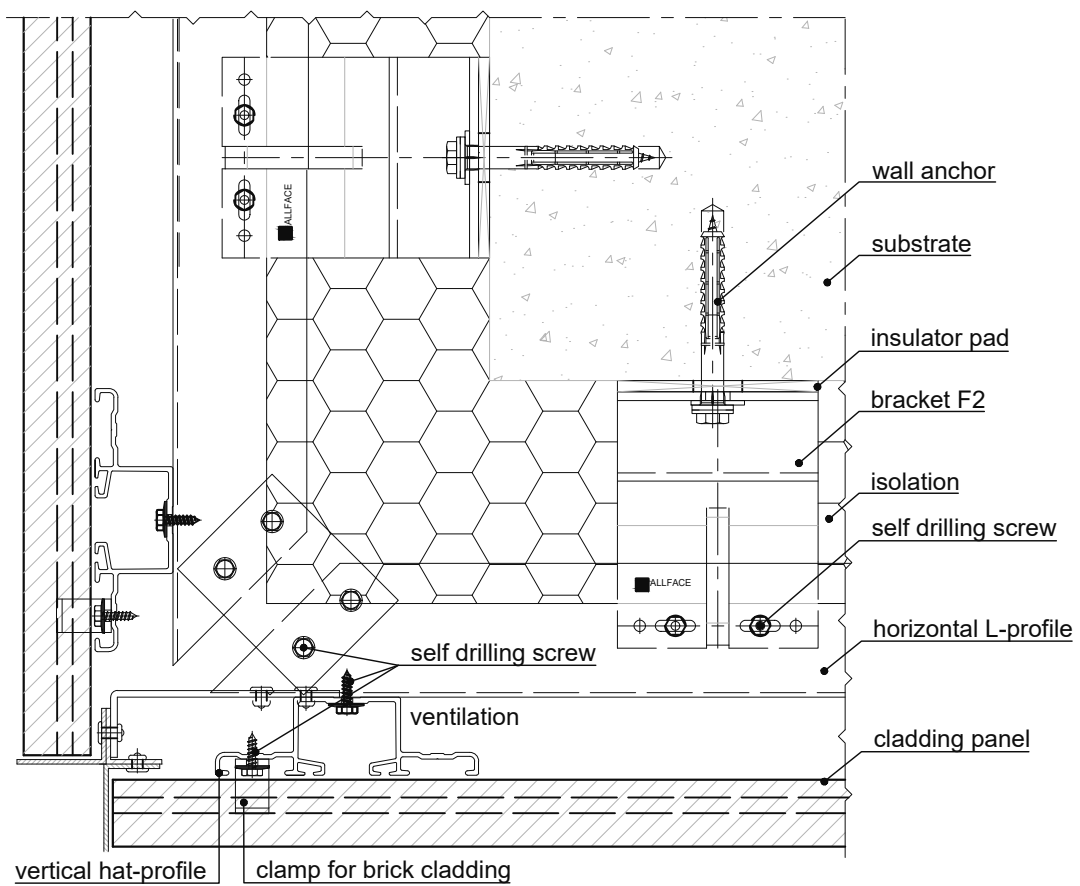 wall anchor
substrate
ALLFACE
insulator pad
bracket F2
isolation
self drilling screw
ALLFACE
horizontal L-profile
self drilling screw
ventilation
cladding panel
vertical hat-profile
clamp for brick cladding